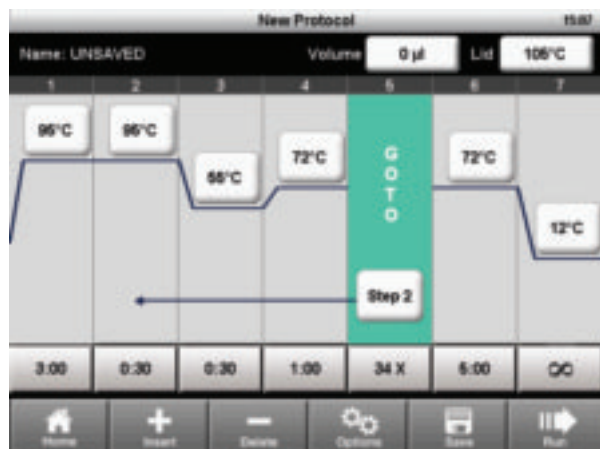 New Protocol 15:07
Name: UNSAVED Volume 0 µl Lid 105°C
1 2 3 4 5 6 7
95°C 95°C 55°C 72°C GOTO 72°C 12°C
Step 2
3:00 0:30 0:30 1:00 34 X 5:00 ∞
Home Insert Delete Options Save Run